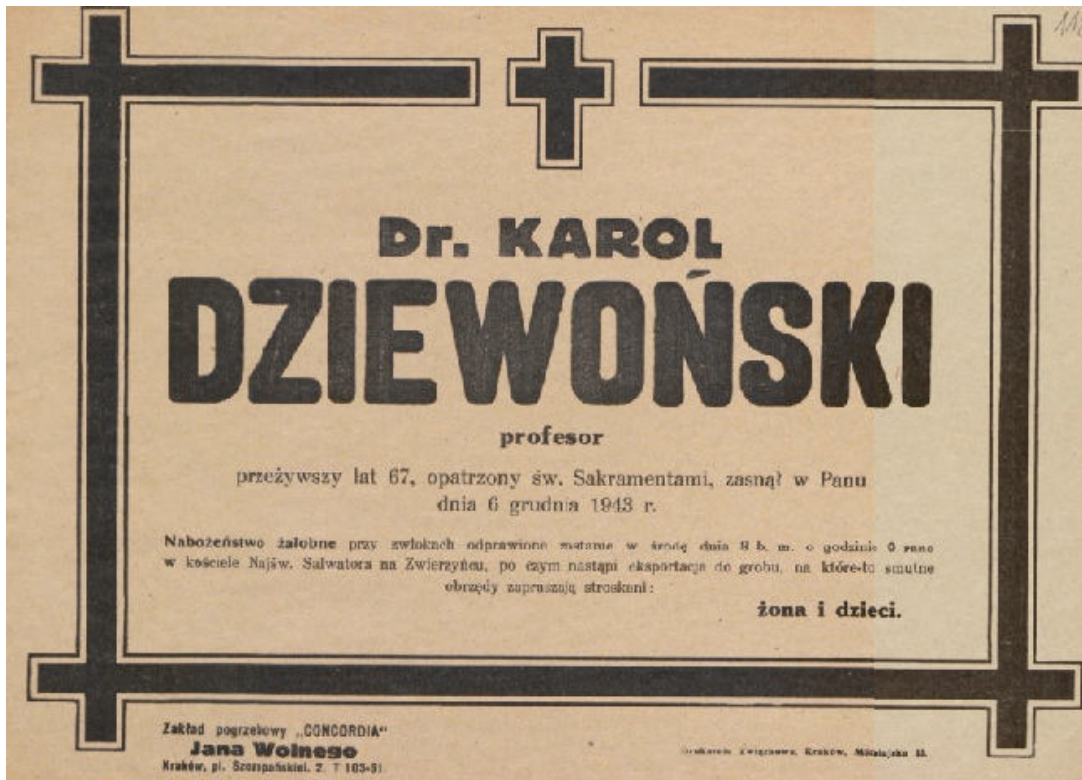 Dr. KAROL
DZIEWOŃSKI
profesor
przeżywszy lat 67, opatrzony św. Sakramentami, zasnął w Panu
dnia 6 grudnia 1943 r.
Nabożeństwo żałobne przy zwłokach odprawione zostanie w środę dnia 8 b. m. o godzinie rano
w kościele Najśw. Salwatora na Zwierzyńcu, po czym nastąpi eksportacja do grobu, na które-to smutne
obrzędy zapraszają stroskani:
żona i dzieci.
Zakład pogrzebowy „CONCORDIA“
Jana Wolnego
Kraków, pl. Szczepański 2. T
Drukarnia Związkowa, Kraków, Mikołajska 13.